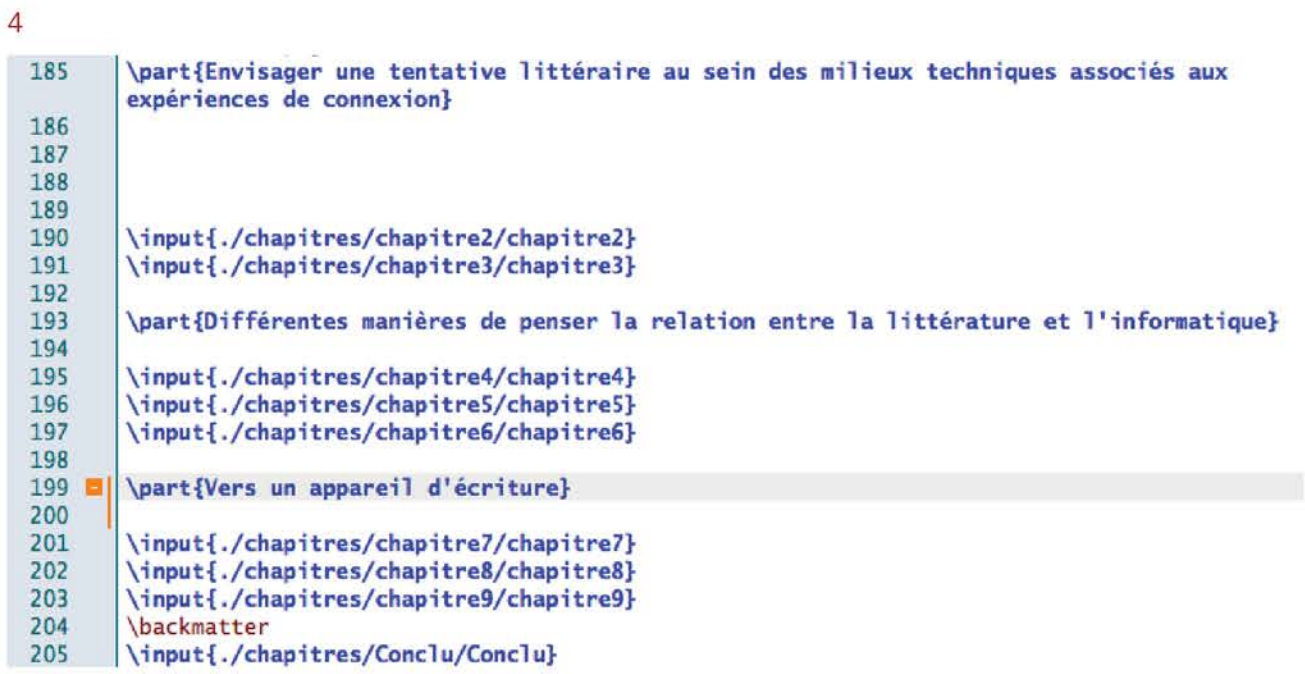 4
185 \part{Envisager une tentative littéraire au sein des milieux techniques associés aux
expériences de connexion}
186
187
188
189
190 \input{./chapitres/chapitre2/chapitre2}
191 \input{./chapitres/chapitre3/chapitre3}
192
193 \part{Différentes manières de penser la relation entre la littérature et l'informatique}
194
195 \input{./chapitres/chapitre4/chapitre4}
196 \input{./chapitres/chapitre5/chapitre5}
197 \input{./chapitres/chapitre6/chapitre6}
198
199 \part{Vers un appareil d'écriture}
200
201 \input{./chapitres/chapitre7/chapitre7}
202 \input{./chapitres/chapitre8/chapitre8}
203 \input{./chapitres/chapitre9/chapitre9}
204 \backmatter
205 \input{./chapitres/Conclu/Conclu}